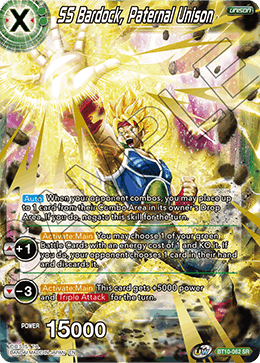 X
SS Bardock, Paternal Unison
UNISON
Auto When your opponent combos, you may place up
to 1 card from their Combo Area in its owner's Drop
Area. If you do, negate this skill for the turn.
+1 Activate:Main You may choose 1 of your green
Battle Cards with an energy cost of 1 and KO it. If
you do, your opponent chooses 1 card in their hand
and discards it.
-3 Activate:Main This card gets +5000 power
and Triple Attack for the turn.
POWER 15000
BT10-062 SR